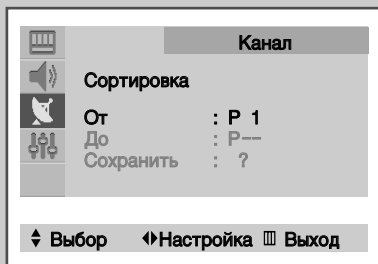 Канал
Сортировка
От : P 1
До : P--
Сохранить : ?
Выбор Настройка Выход